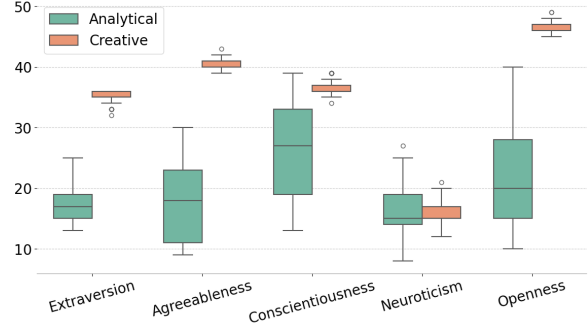 50
40
30
20
10
Analytical
Creative
Extraversion
Agreeableness
Conscientiousness
Neuroticism
Openness